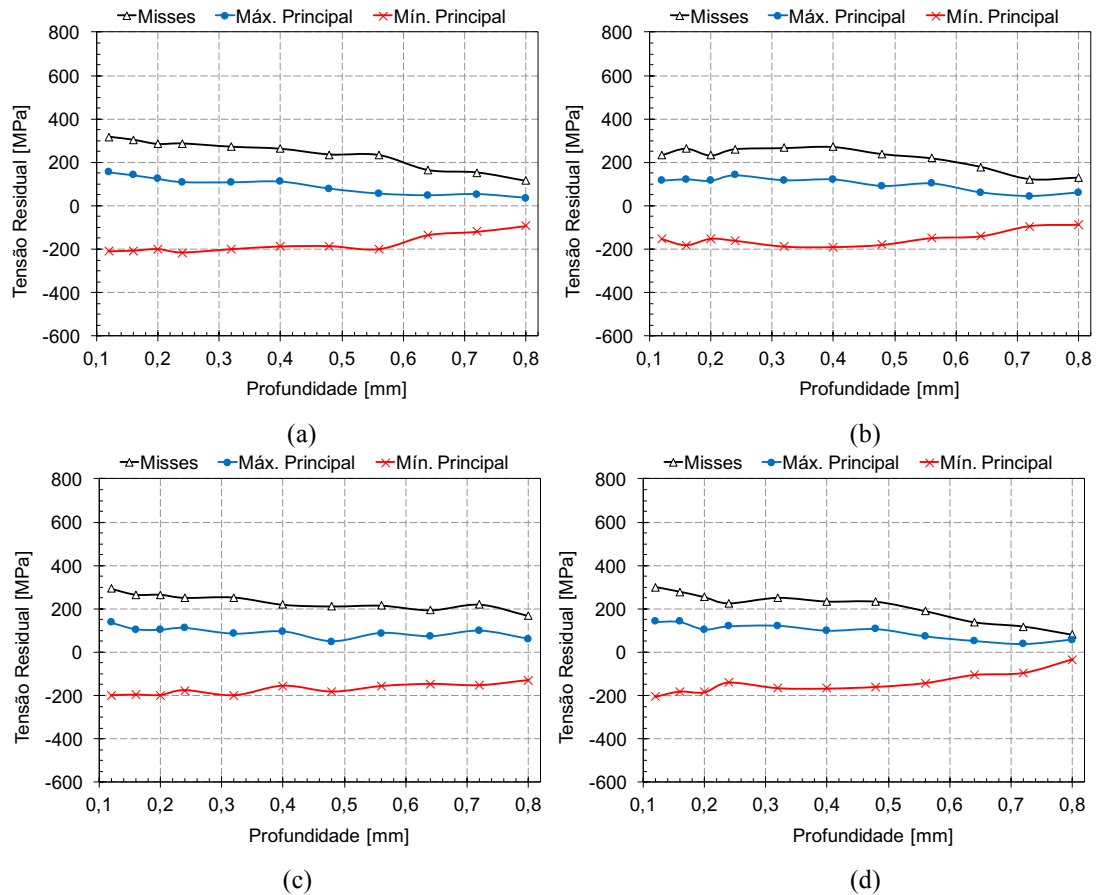 Misses Máx. Principal Mín. Principal
800
600
400
200
0
-200
-400
-600
Tensão Residual [MPa]
0,1 0,2 0,3 0,4 0,5 0,6 0,7 0,8
Profundidade [mm]
(a)
Misses Máx. Principal Mín. Principal
800
600
400
200
0
-200
-400
-600
Tensão Residual [MPa]
0,1 0,2 0,3 0,4 0,5 0,6 0,7 0,8
Profundidade [mm]
(b)
Misses Máx. Principal Mín. Principal
800
600
400
200
0
-200
-400
-600
Tensão Residual [MPa]
0,1 0,2 0,3 0,4 0,5 0,6 0,7 0,8
Profundidade [mm]
(c)
Misses Máx. Principal Mín. Principal
800
600
400
200
0
-200
-400
-600
Tensão Residual [MPa]
0,1 0,2 0,3 0,4 0,5 0,6 0,7 0,8
Profundidade [mm]
(d)